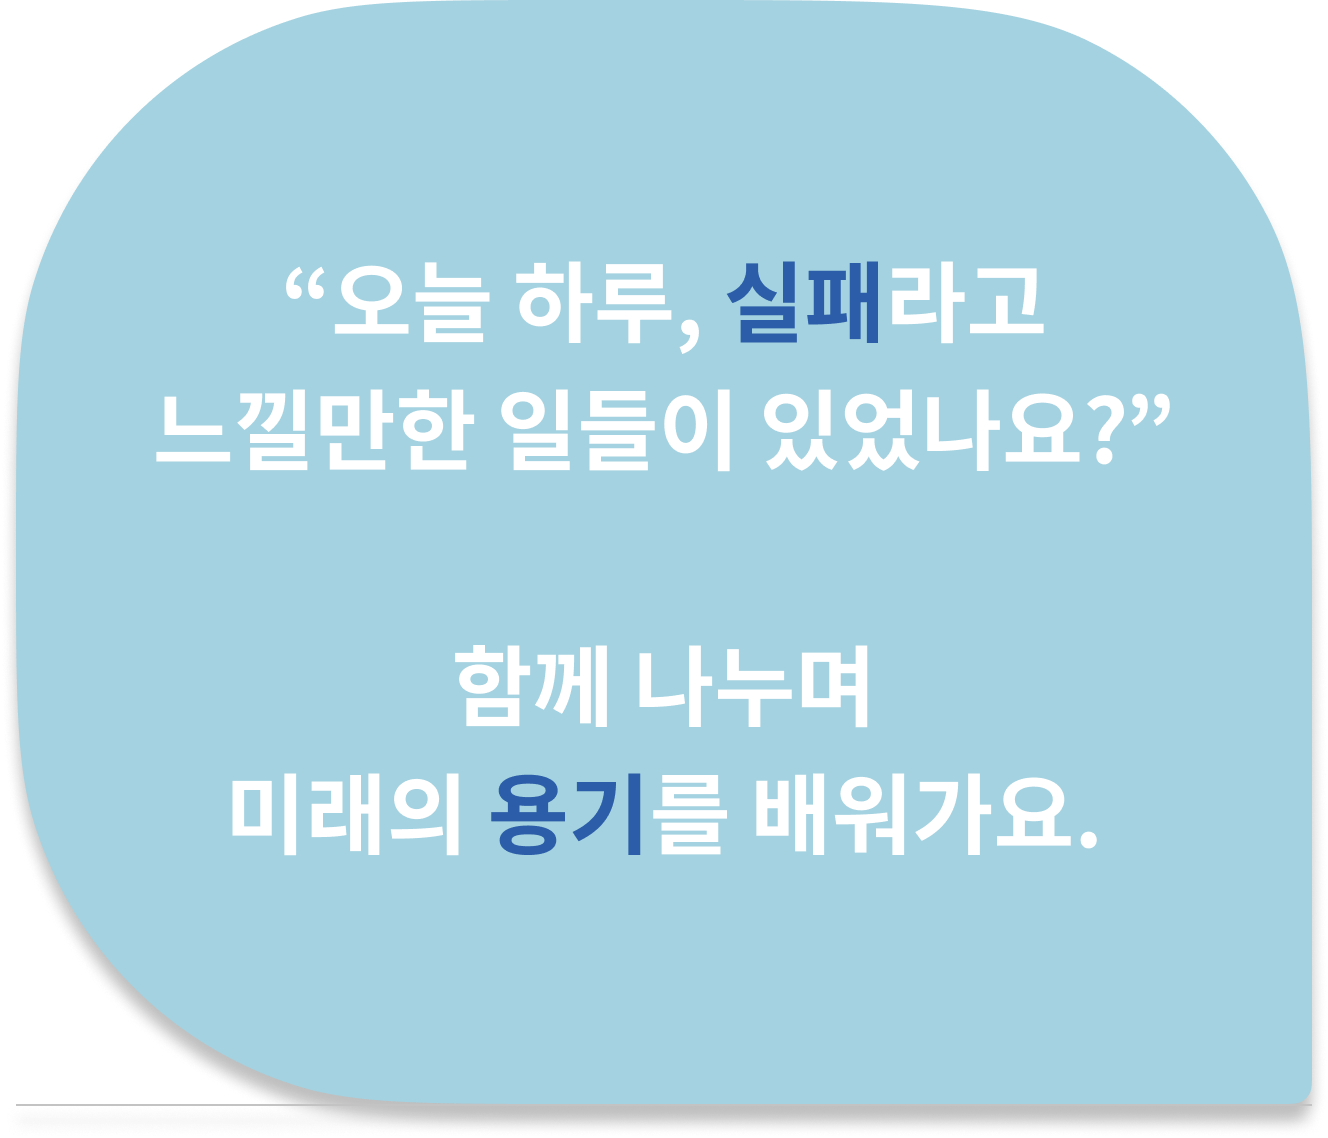 “오늘 하루, 실패라고
느낄만한 일들이 있었나요?”
함께 나누며
미래의 용기를 배워가요.